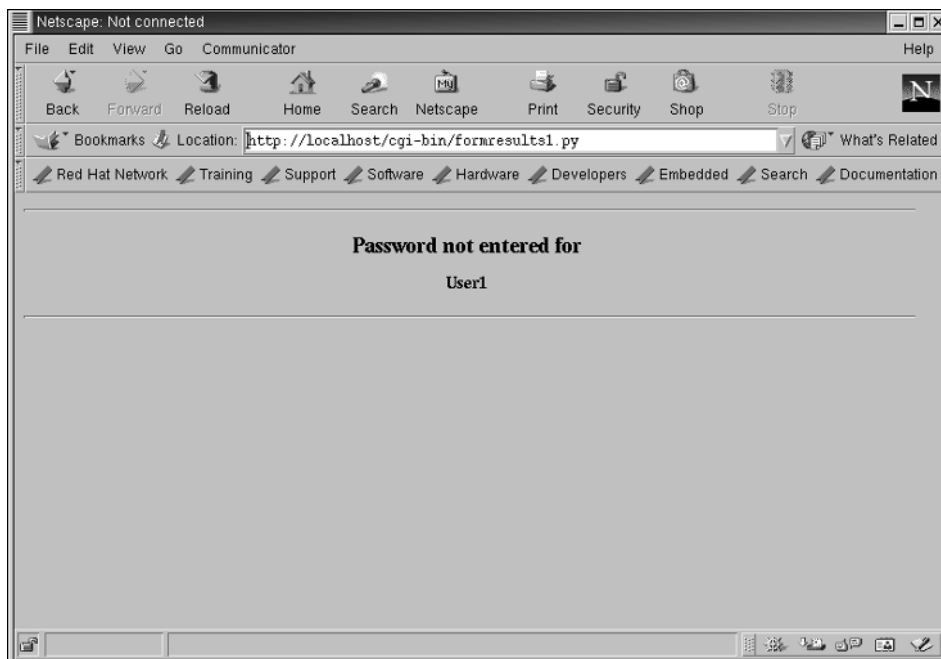 Netscape: Not connected
File Edit View Go Communicator Help
My N
Back Forward Reload Home Search Netscape Print Security Shop Stop
Bookmarks Location: http://localhost/cgi-bin/formresults1.py What's Related
Red Hat Network Training Support Software Hardware Developers Embedded Search Documentation
Password not entered for
User1